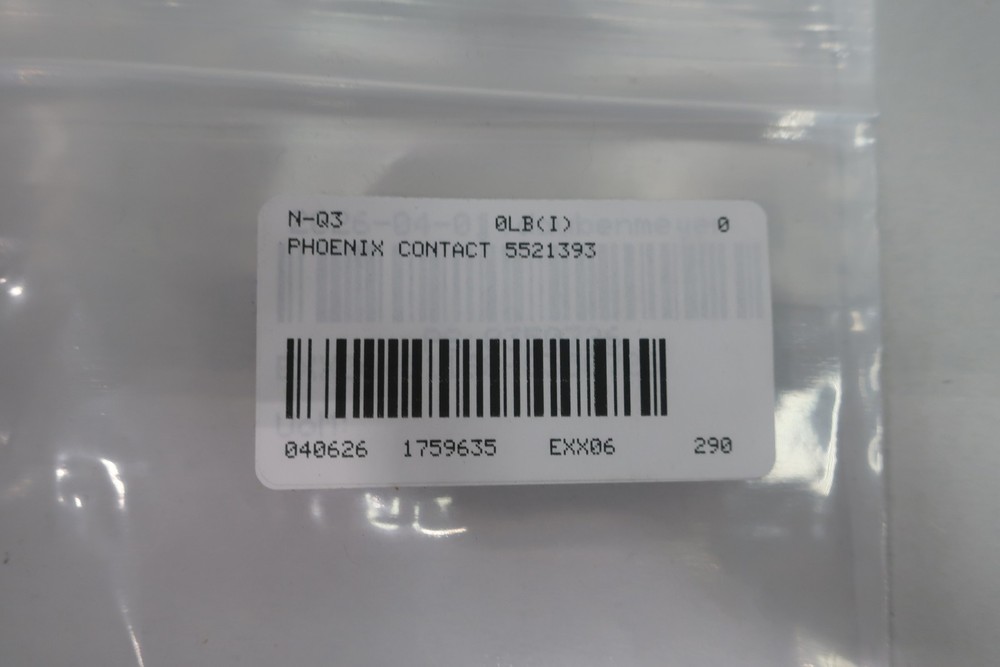 N-Q3 0LB(I) 0
PHOENIX CONTACT 5521393
040626 1759635 EXX06 290